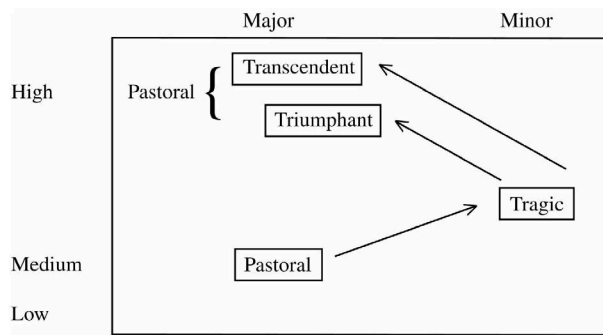 Major Minor
Transcendent
High Pastoral
Triumphant
Tragic
Medium Pastoral
Low